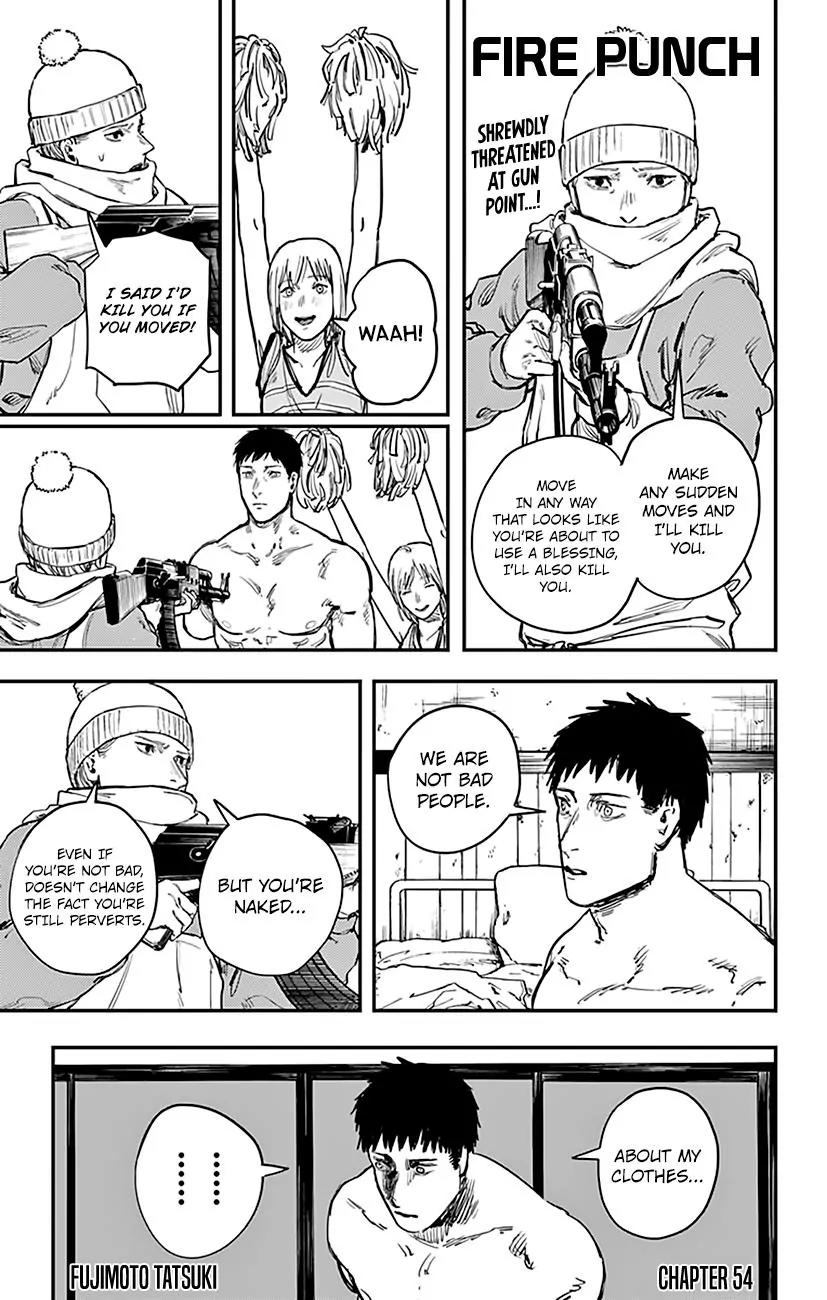 FIRE PUNCH
SHREWDLY
THREATENED
AT GUN
POINT...!
MAKE
ANY SUDDEN
MOVES AND
I'LL KILL
YOU.
MOVE
IN ANY WAY
THAT LOOKS LIKE
YOU'RE ABOUT TO
USE A BLESSING,
I'LL ALSO KILL
YOU.
WAAH!
I SAID I'D
KILL YOU IF
YOU MOVED!
WE ARE
NOT BAD
PEOPLE.
BUT YOU'RE
NAKED...
EVEN IF
YOU'RE NOT BAD,
DOESN'T CHANGE
THE FACT YOU'RE
STILL PERVERTS.
ABOUT MY
CLOTHES...
......
......
FUJIMOTO TATSUKI
CHAPTER 54